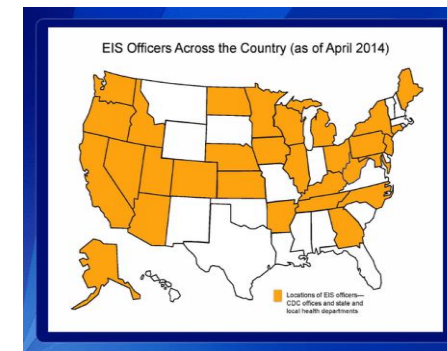 EIS Officers Across the Country (as of April 2014)
Locations of EIS officers—
CDC offices and state and
local health departments